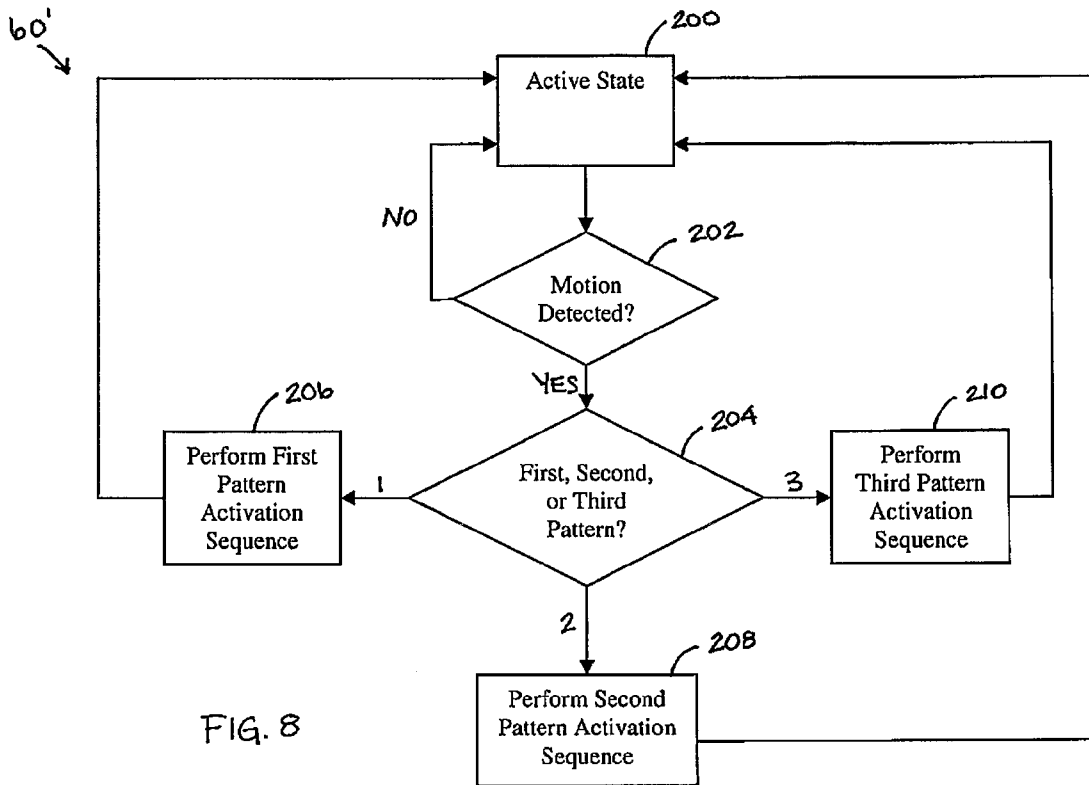 60'
200
Active State
NO
202
Motion
Detected?
YES
206
204
210
Perform First
Pattern
Activation
Sequence
1
First, Second,
or Third
Pattern?
3
Perform
Third Pattern
Activation
Sequence
2
208
Perform Second
Pattern Activation
Sequence
FIG. 8